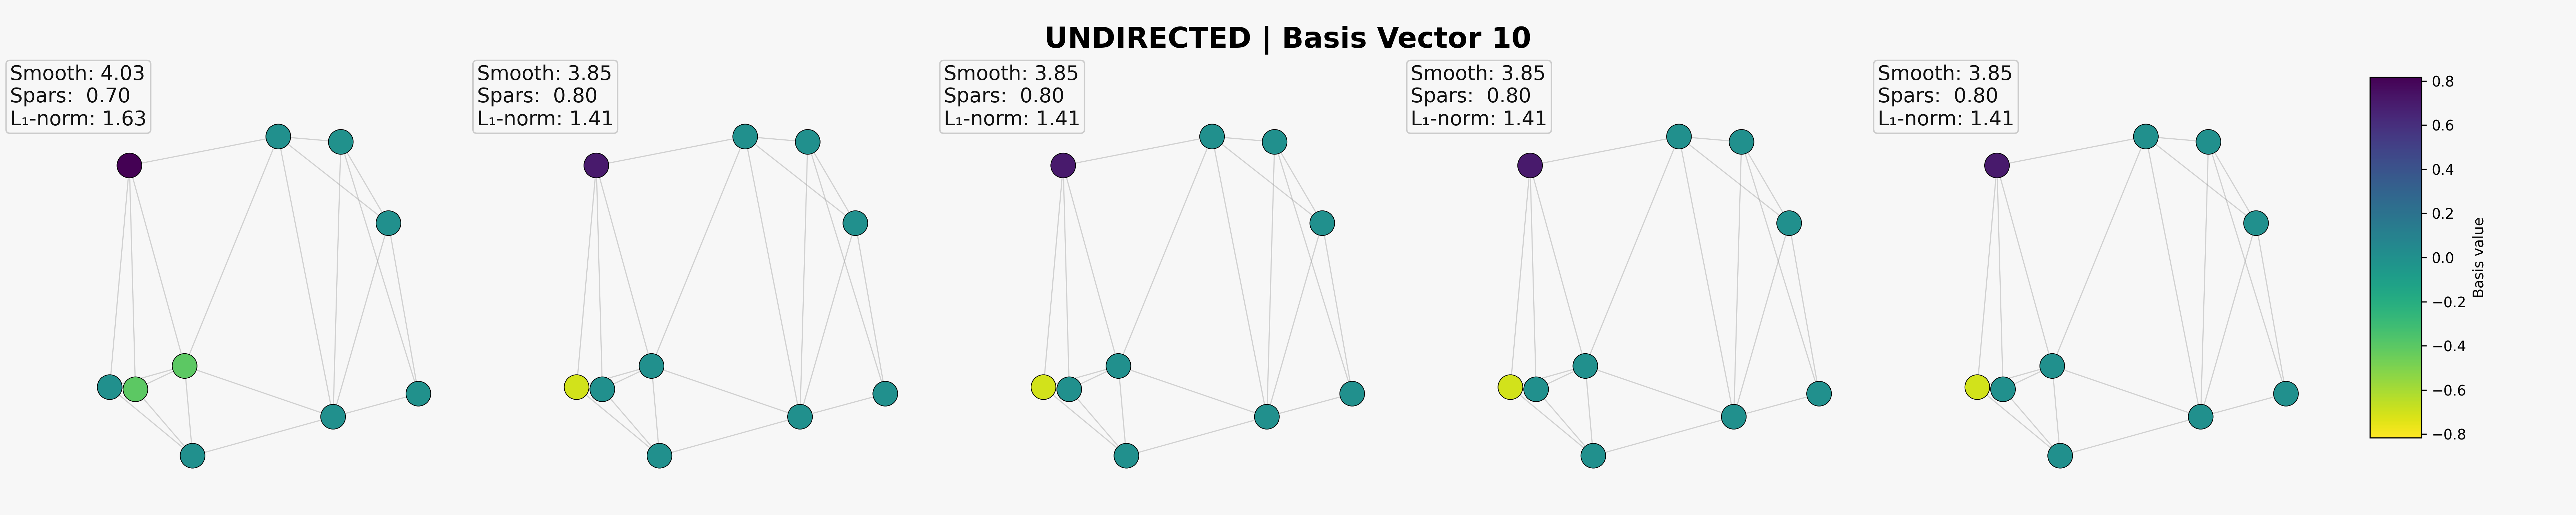 UNDIRECTED | Basis Vector 10
Smooth: 4.03
Spars: 0.70
L₁-norm: 1.63
Smooth: 3.85
Spars: 0.80
L₁-norm: 1.41
Smooth: 3.85
Spars: 0.80
L₁-norm: 1.41
Smooth: 3.85
Spars: 0.80
L₁-norm: 1.41
Smooth: 3.85
Spars: 0.80
L₁-norm: 1.41
0.8
0.6
0.4
0.2
0.0
−0.2
−0.4
−0.6
−0.8
Basis value